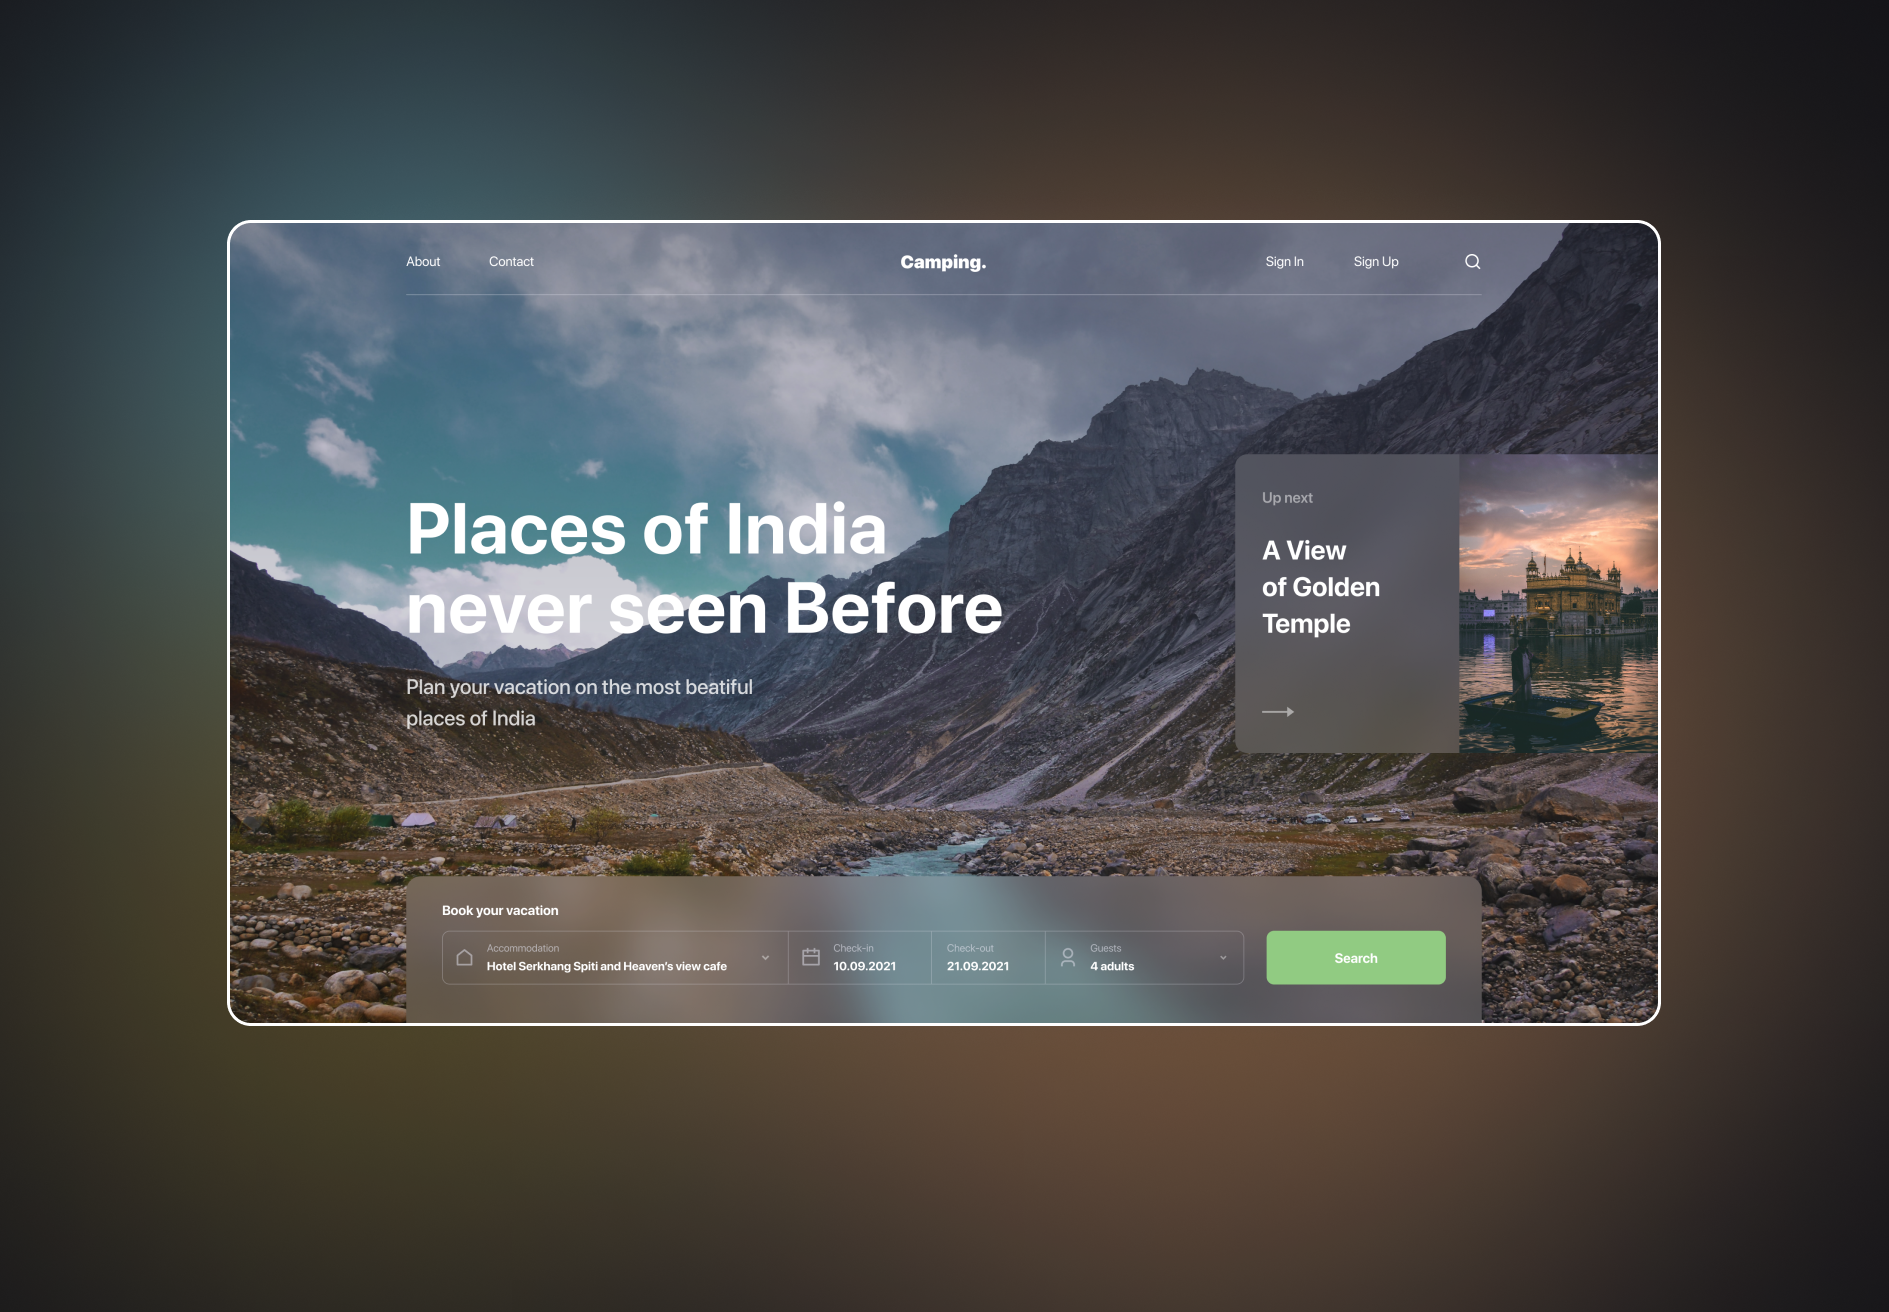 About
Contact
Camping.
Sign In
Sign Up
Places of India
never seen Before
Plan your vacation on the most beatiful
places of India
Up next
A View
of Golden
Temple
Book your vacation
Accommodation
Hotel Serkhang Spiti and Heaven's view cafe
Check-in
10.09.2021
Check-out
21.09.2021
Guests
4 adults
Search